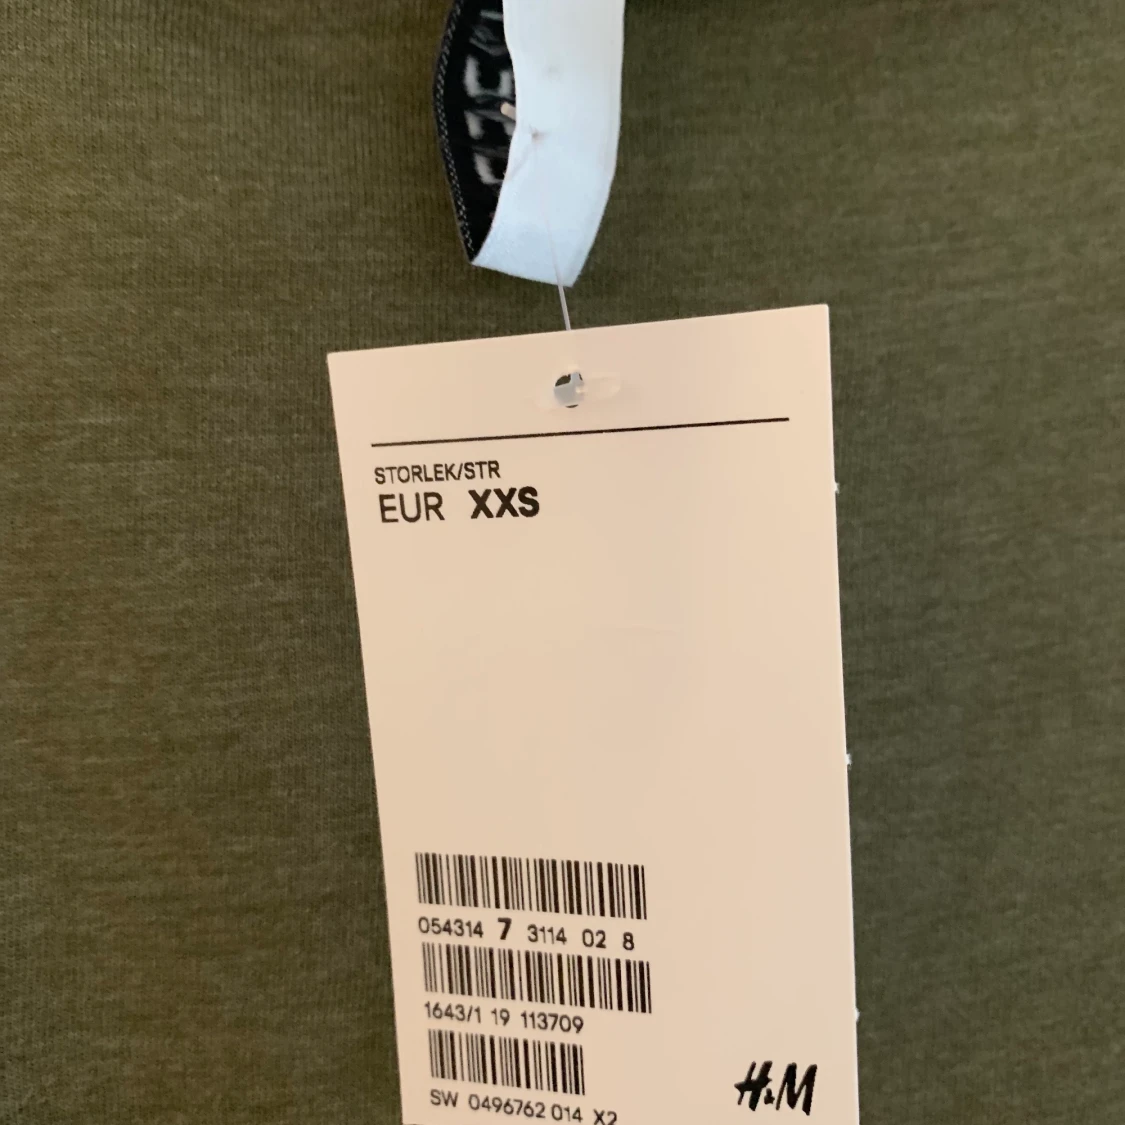 STORLEK/STR
EUR XXS
054314 7 3114 02 8
1643/1 19 113709
SW 0496762 014 X2
H&M